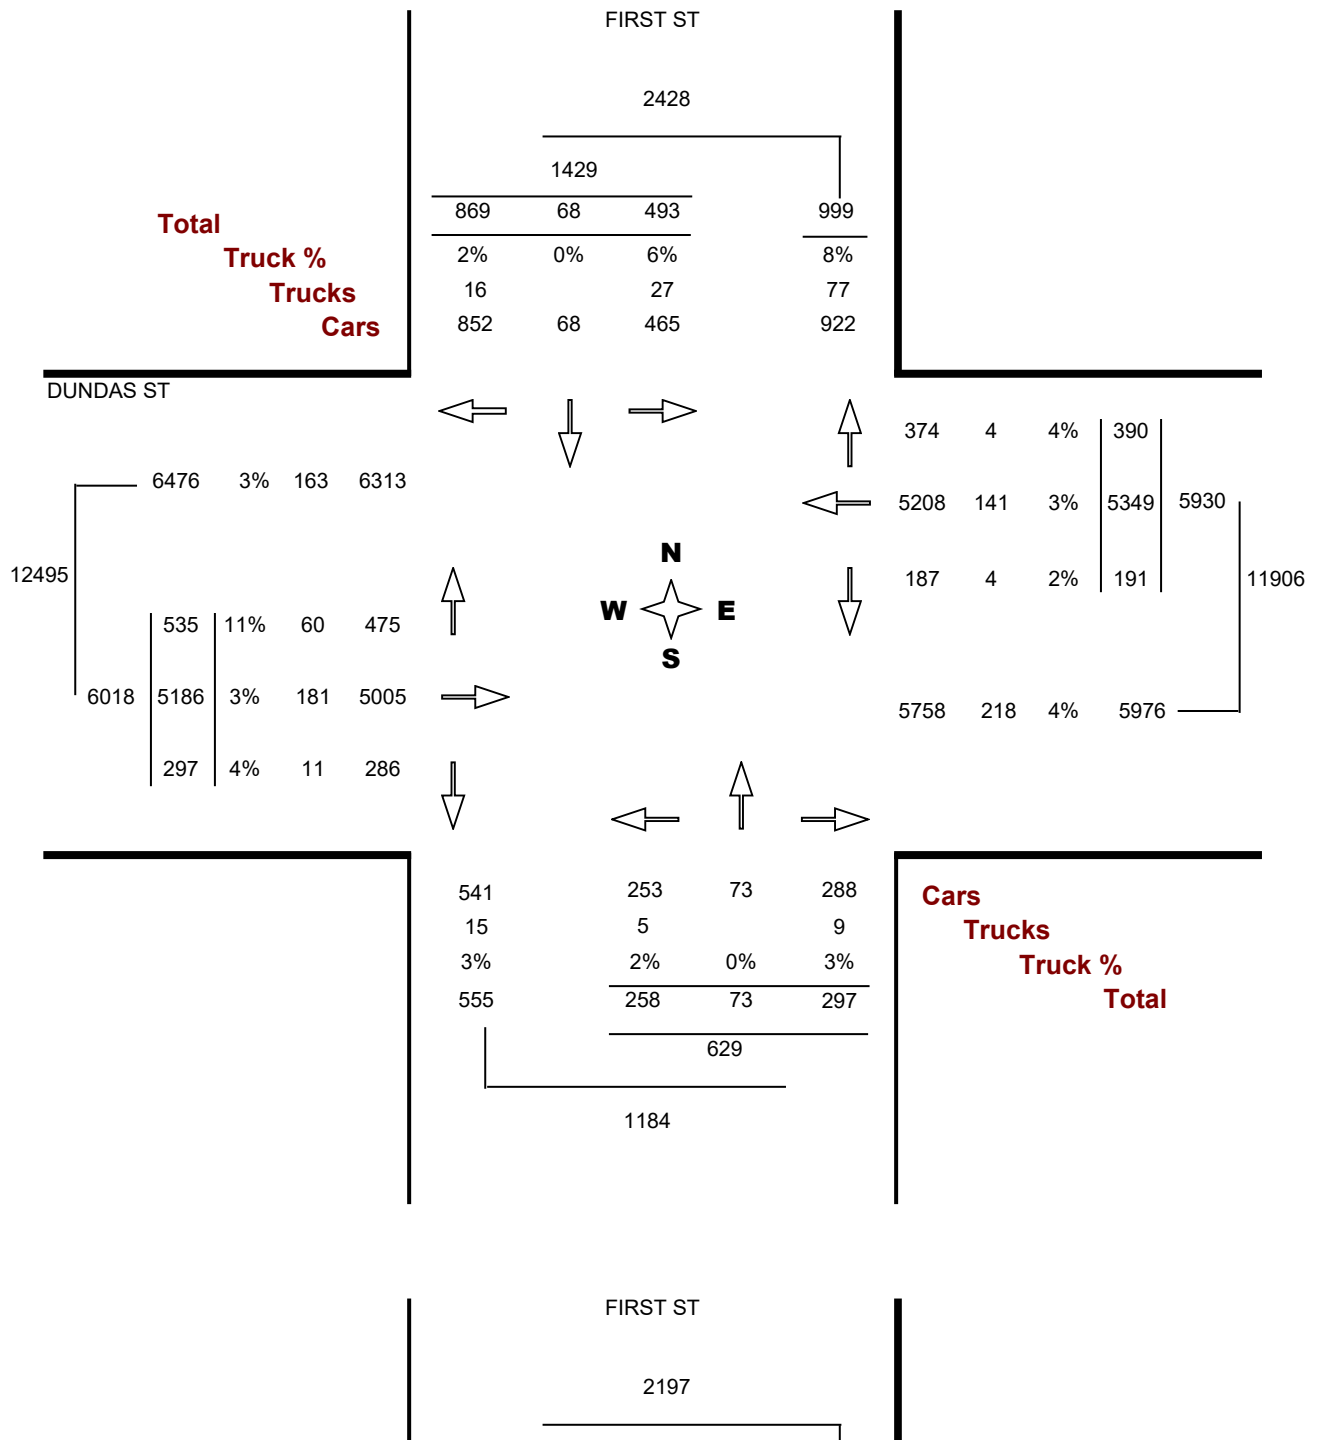 FIRST ST
2428
1429
869 68 493 999
Total
2% 0% 6% 8%
Truck %
16 27 77
Trucks
852 68 465 922
Cars
DUNDAS ST
374 4 4% 390
6476 3% 163 6313
5208 141 3% 5349 5930
N
12495
187 4 2% 191 11906
W E
535 11% 60 475
S
6018 5186 3% 181 5005
5758 218 4% 5976
297 4% 11 286
541 253 73 288
Cars
15 5 9
Trucks
3% 2% 0% 3%
Truck %
555 258 73 297
Total
629
1184
FIRST ST
2197